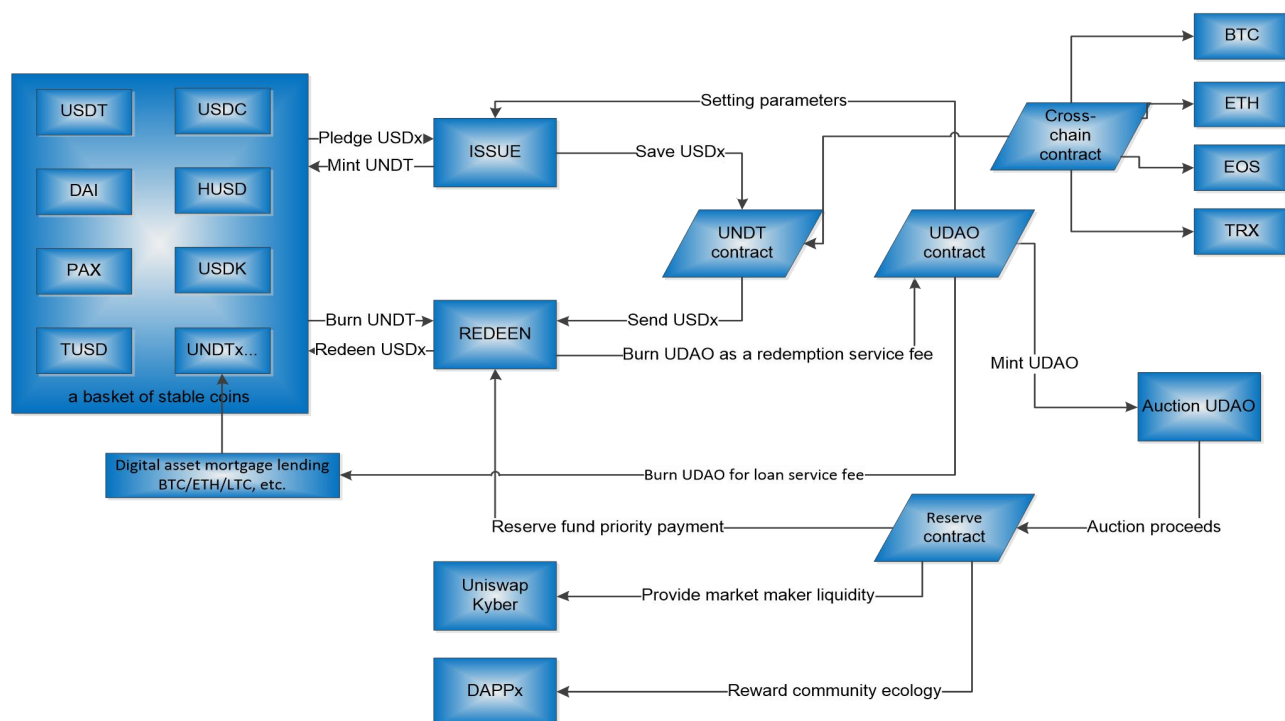 BTC
USDT
USDC
Setting parameters
ETH
Cross-
chain
contract
Pledge USDx
ISSUE
Save USDx
Mint UNDT
EOS
DAI
HUSD
TRX
UNDT
contract
UDAO
contract
PAX
USDK
Burn UNDT
REDEEN
Send USDx
TUSD
UNDTx...
Redeen USDx
Burn UDAO as a redemption service fee
Mint UDAO
a basket of stable coins
Auction UDAO
Digital asset mortgage lending
BTC/ETH/LTC, etc.
Burn UDAO for loan service fee
Reserve fund priority payment
Reserve
contract
Auction proceeds
Uniswap
Kyber
Provide market maker liquidity
DAPPx
Reward community ecology